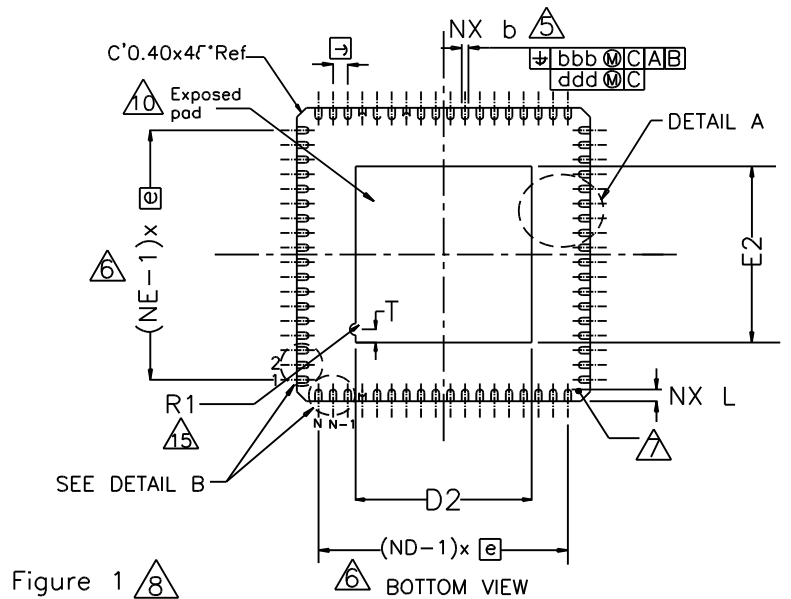 NX b 5
C'0.40x45°Ref
bbb Ⓜ C A B
ddd Ⓜ C
10 Exposed
pad
DETAIL A
(NE-1)x e
6
E2
T
2
1
R1
15
NX L
N N-1
7
SEE DETAIL B
D2
(ND-1)x e
Figure 1 8
6 BOTTOM VIEW